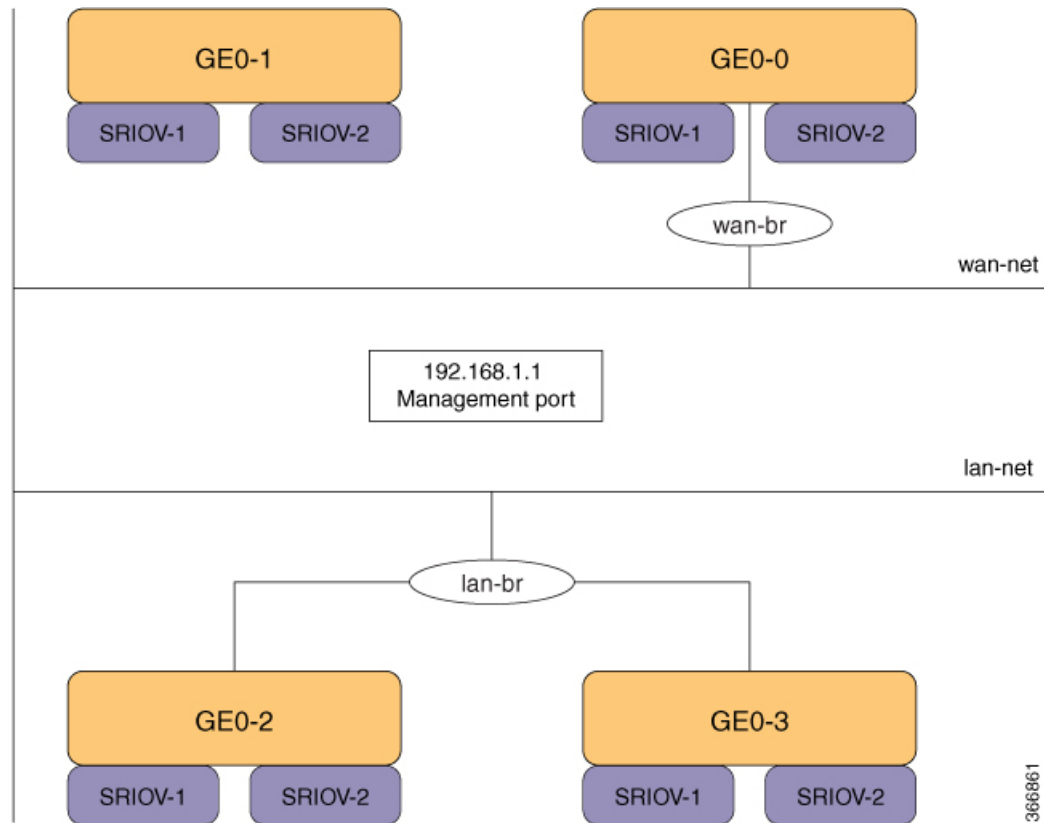 GE0-1
GE0-0
SRIOV-1
SRIOV-2
SRIOV-1
SRIOV-2
wan-br
wan-net
192.168.1.1
Management port
lan-net
lan-br
GE0-2
GE0-3
SRIOV-1
SRIOV-2
SRIOV-1
SRIOV-2
366861